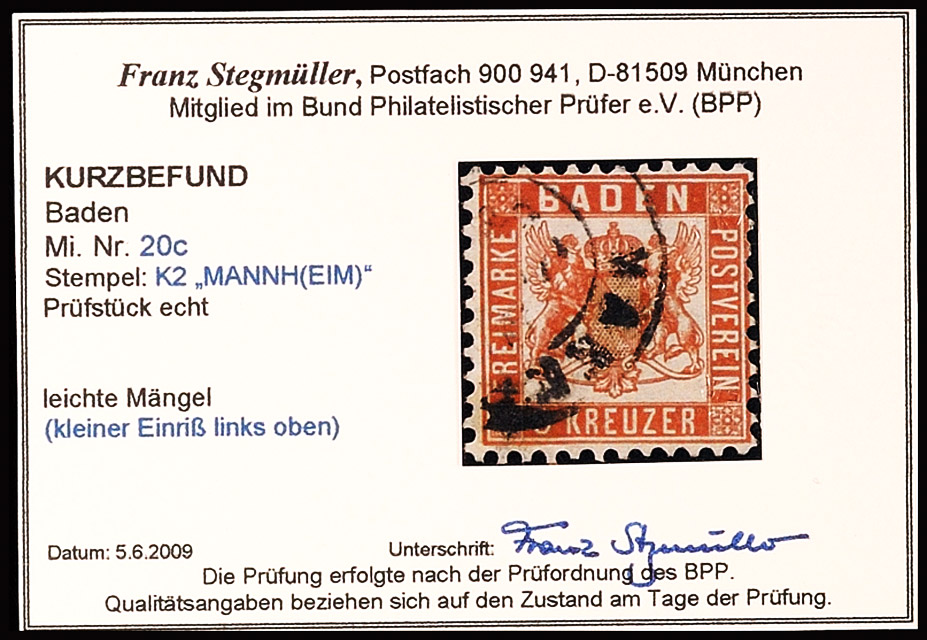 Franz Stegmüller, Postfach 900 941, D-81509 München
Mitglied im Bund Philatelistischer Prüfer e.V. (BPP)
KURZBEFUND
Baden
Mi. Nr. 20c
Stempel: K2 „MANNH(EIM)“
Prüfstück echt
leichte Mängel
(kleiner Einriß links oben)
BADEN
REIMARKE
POSTVEREIN
KREUZER
MAN
Datum: 5.6.2009
Unterschrift: Franz Stegmüller
Die Prüfung erfolgte nach der Prüfordnung des BPP.
Qualitätsangaben beziehen sich auf den Zustand am Tage der Prüfung.